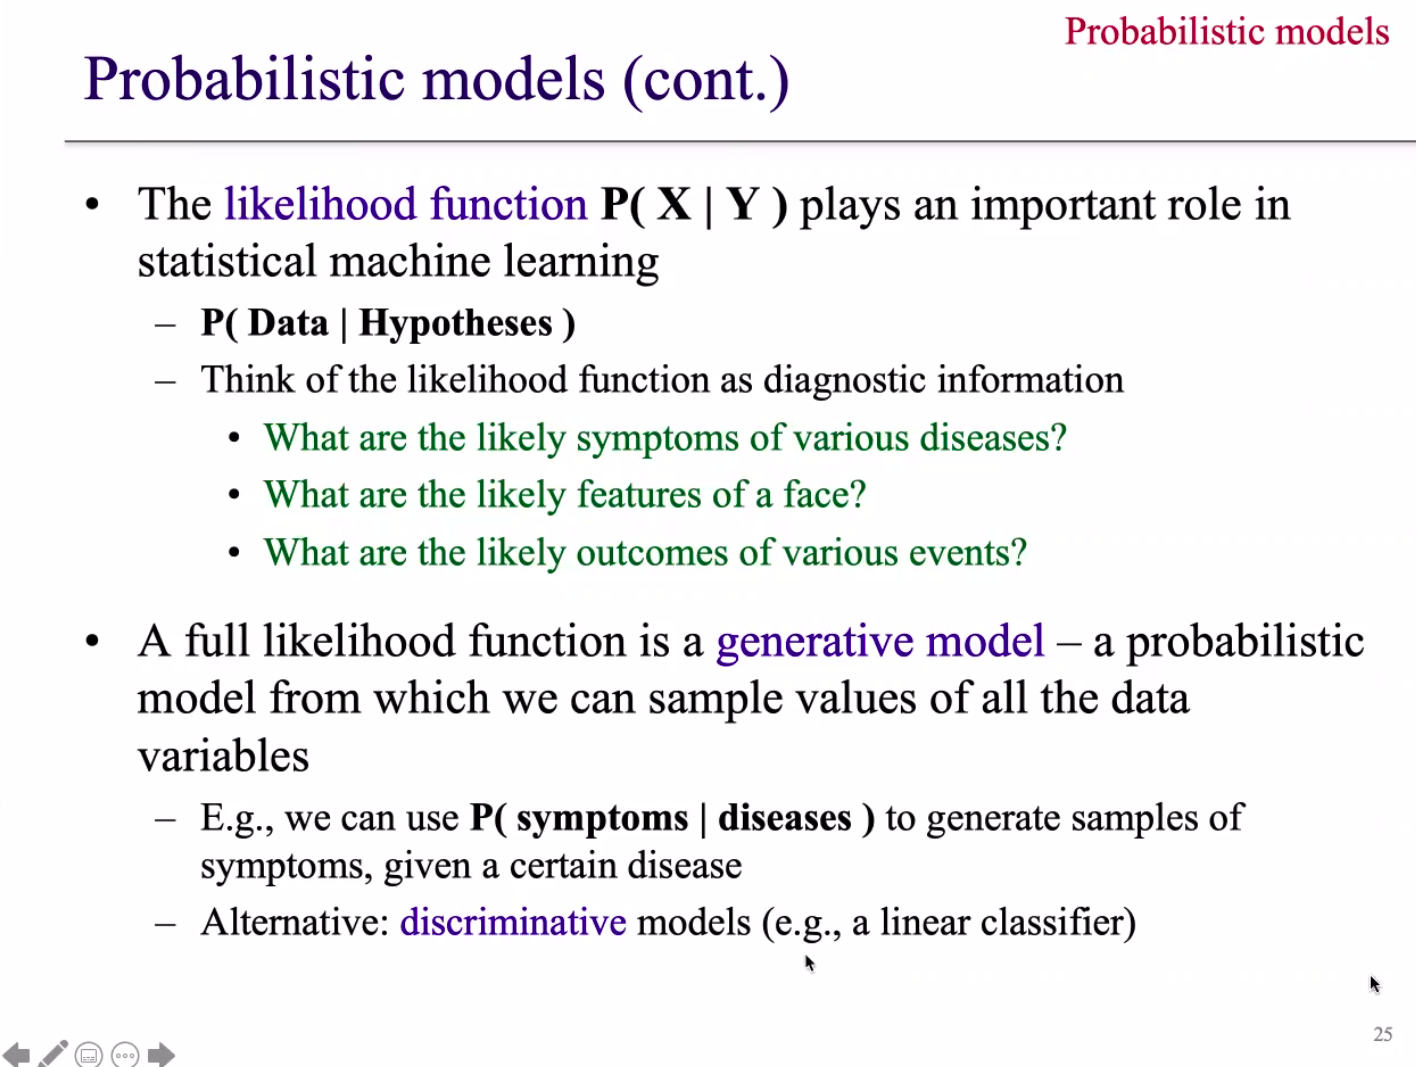 Probabilistic models
Probabilistic models (cont.)
• The likelihood function P( X | Y ) plays an important role in
statistical machine learning
– P( Data | Hypotheses )
– Think of the likelihood function as diagnostic information
• What are the likely symptoms of various diseases?
• What are the likely features of a face?
• What are the likely outcomes of various events?
• A full likelihood function is a generative model – a probabilistic
model from which we can sample values of all the data
variables
– E.g., we can use P( symptoms | diseases ) to generate samples of
symptoms, given a certain disease
– Alternative: discriminative models (e.g., a linear classifier)
25